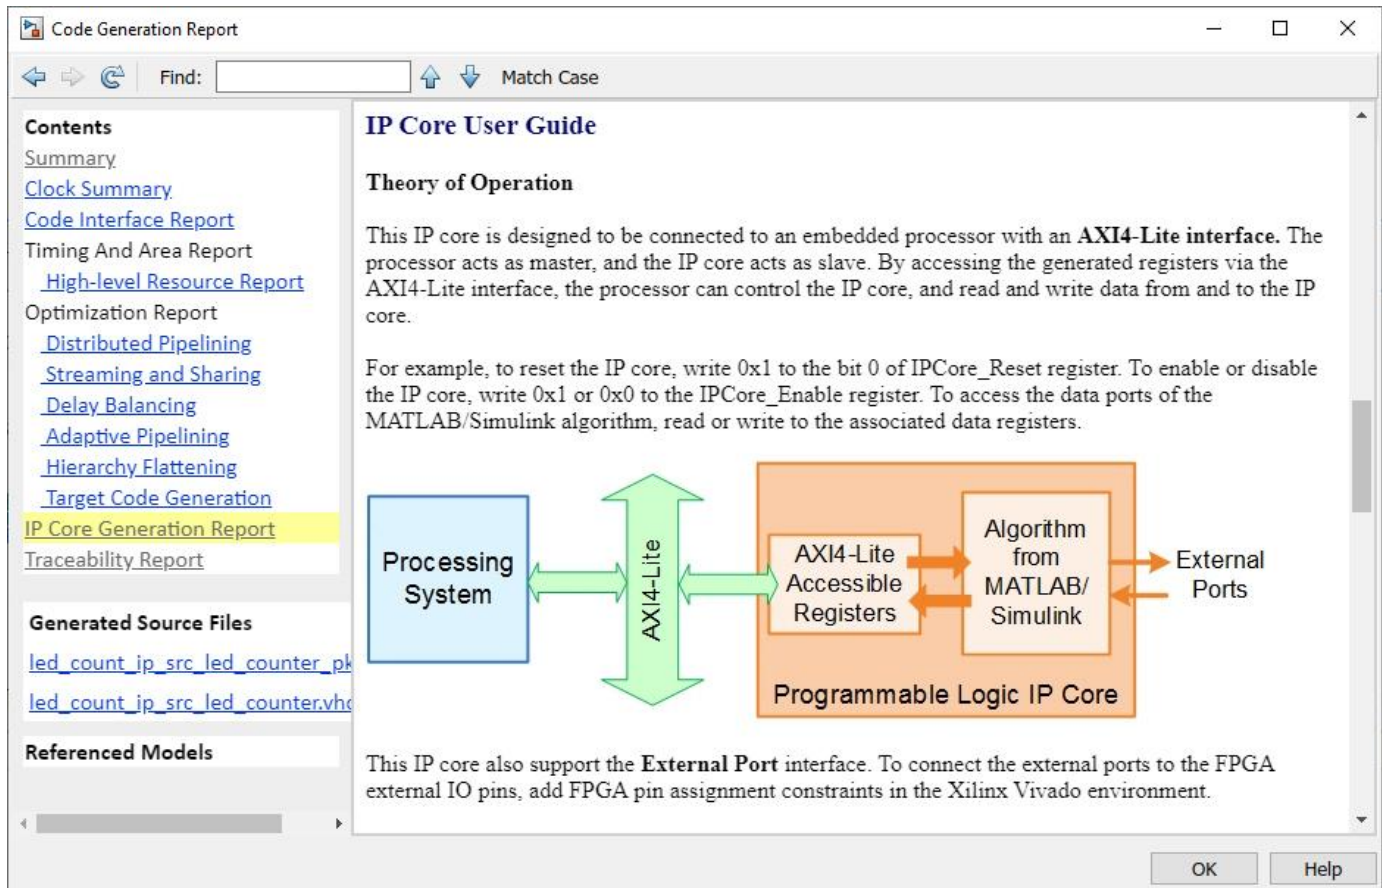 Code Generation Report
Find:
Match Case
Contents
Summary
Clock Summary
Code Interface Report
Timing And Area Report
High-level Resource Report
Optimization Report
Distributed Pipelining
Streaming and Sharing
Delay Balancing
Adaptive Pipelining
Hierarchy Flattening
Target Code Generation
IP Core Generation Report
Traceability Report
Generated Source Files
led_count_ip_src_led_counter_pk
led_count_ip_src_led_counter.vhd
Referenced Models
IP Core User Guide
Theory of Operation
This IP core is designed to be connected to an embedded processor with an AXI4-Lite interface. The
processor acts as master, and the IP core acts as slave. By accessing the generated registers via the
AXI4-Lite interface, the processor can control the IP core, and read and write data from and to the IP
core.
For example, to reset the IP core, write 0x1 to the bit 0 of IPCore_Reset register. To enable or disable
the IP core, write 0x1 or 0x0 to the IPCore_Enable register. To access the data ports of the
MATLAB/Simulink algorithm, read or write to the associated data registers.
Processing
System
AXI4-Lite
AXI4-Lite
Accessible
Registers
Algorithm
from
MATLAB/
Simulink
External
Ports
Programmable Logic IP Core
This IP core also support the External Port interface. To connect the external ports to the FPGA
external IO pins, add FPGA pin assignment constraints in the Xilinx Vivado environment.
OK
Help